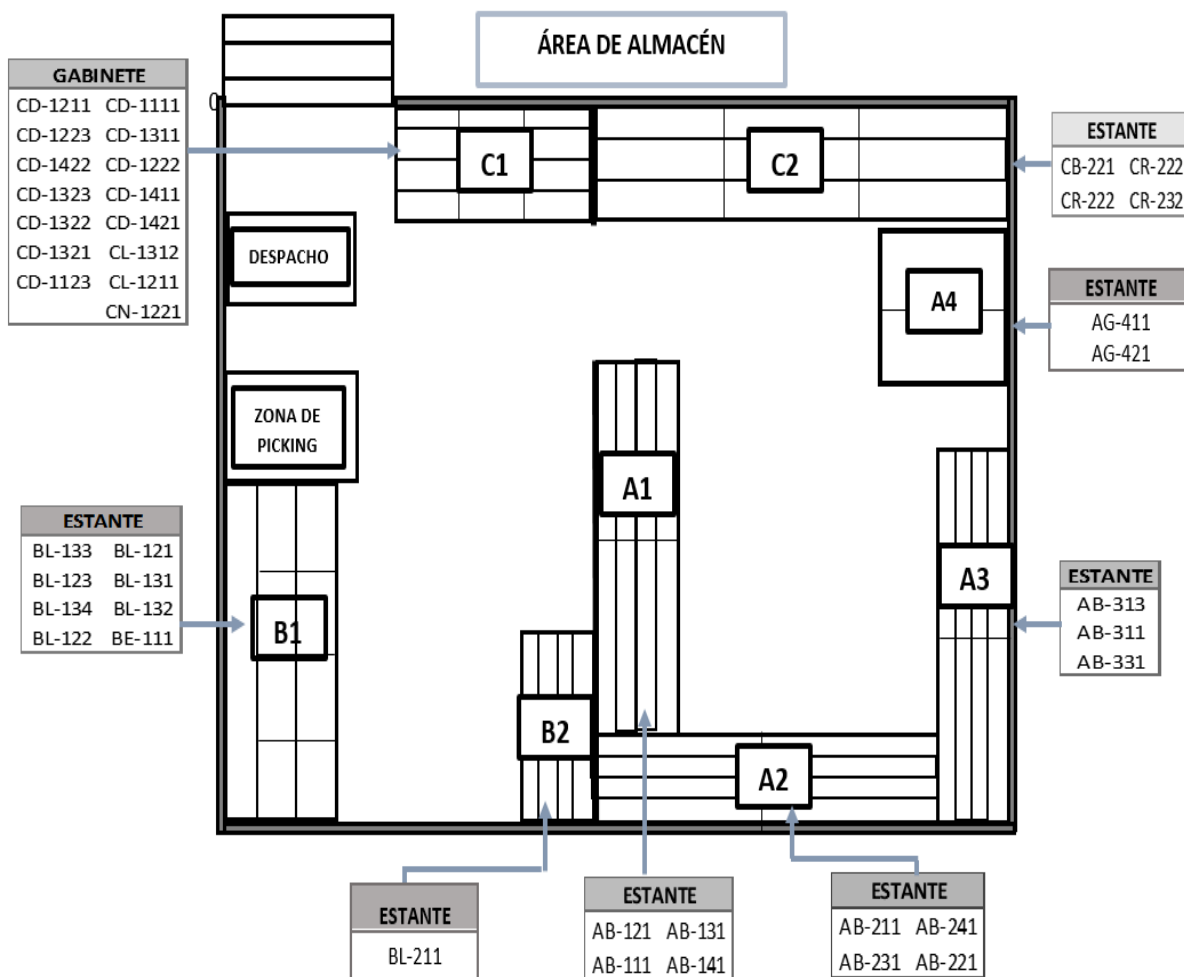 ÁREA DE ALMACÉN
GABINETE
CD-1211 CD-1111
CD-1223 CD-1311
CD-1422 CD-1222
CD-1323 CD-1411
CD-1322 CD-1421
CD-1321 CL-1312
CD-1123 CL-1211
CN-1221
C1
C2
ESTANTE
CB-221 CR-222
CR-222 CR-232
DESPACHO
A4
ESTANTE
AG-411
AG-421
ZONA DE
PICKING
A1
ESTANTE
BL-133 BL-121
BL-123 BL-131
BL-134 BL-132
BL-122 BE-111
B1
A3
ESTANTE
AB-313
AB-311
AB-331
B2
A2
ESTANTE
BL-211
ESTANTE
AB-121 AB-131
AB-111 AB-141
ESTANTE
AB-211 AB-241
AB-231 AB-221